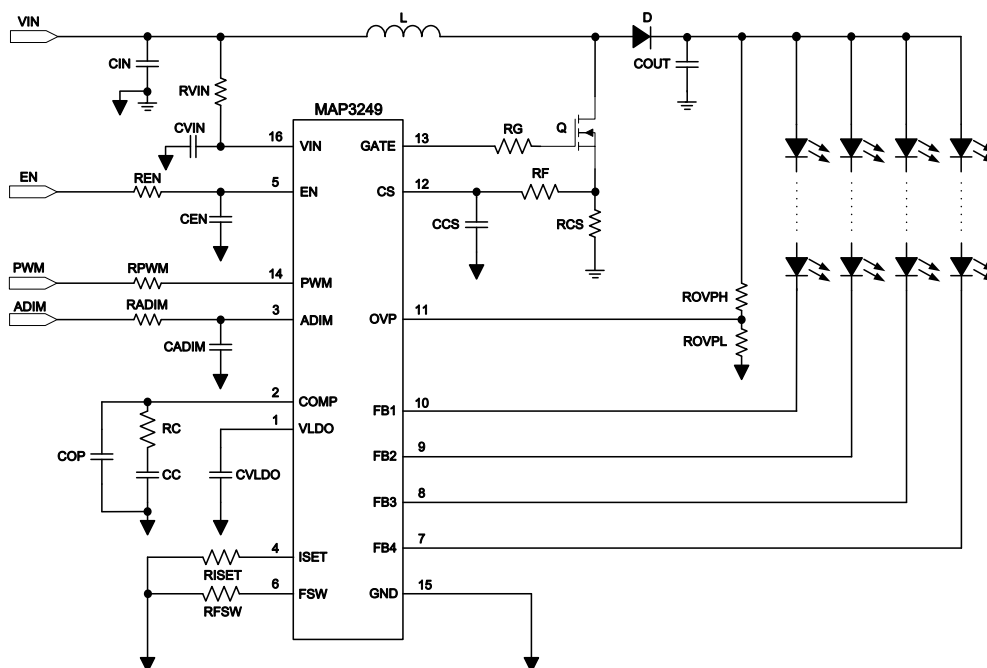 VIN
L
D
CIN
COUT
RVIN
MAP3249
CVIN
16
VIN
GATE
13
RG
Q
EN
REN
5
EN
CS
12
RF
CEN
CCS
RCS
PWM
RPWM
14
PWM
ADIM
RADIM
3
ADIM
OVP
11
ROVPH
ROVPL
CADIM
2
COMP
RC
1
VLDO
FB1
10
COP
CC
CVLDO
FB2
9
FB3
8
4
ISET
FB4
7
RISET
6
FSW
GND
15
RFSW